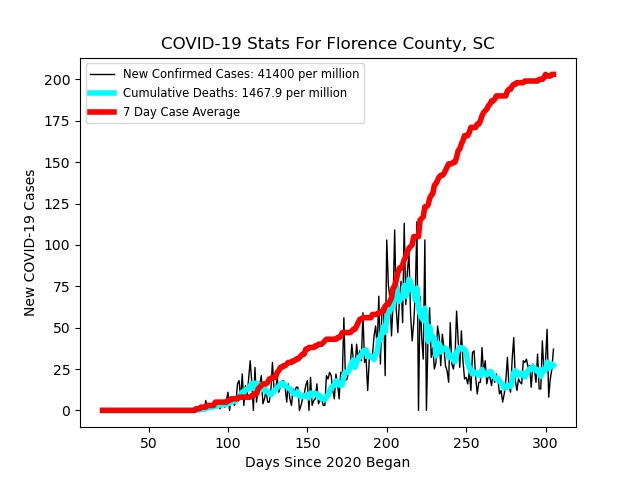 COVID-19 Stats For Florence County, SC
New Confirmed Cases: 41400 per million
Cumulative Deaths: 1467.9 per million
7 Day Case Average
200
175
150
125
100
75
50
25
0
New COVID-19 Cases
50 100 150 200 250 300
Days Since 2020 Began